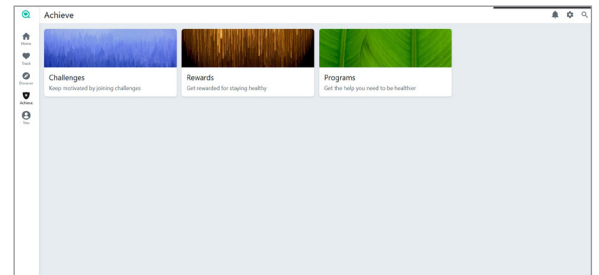 Achieve
Home
Track
Discover
Achieve
You
Challenges
Keep motivated by joining challenges
Rewards
Get rewarded for staying healthy
Programs
Get the help you need to be healthier